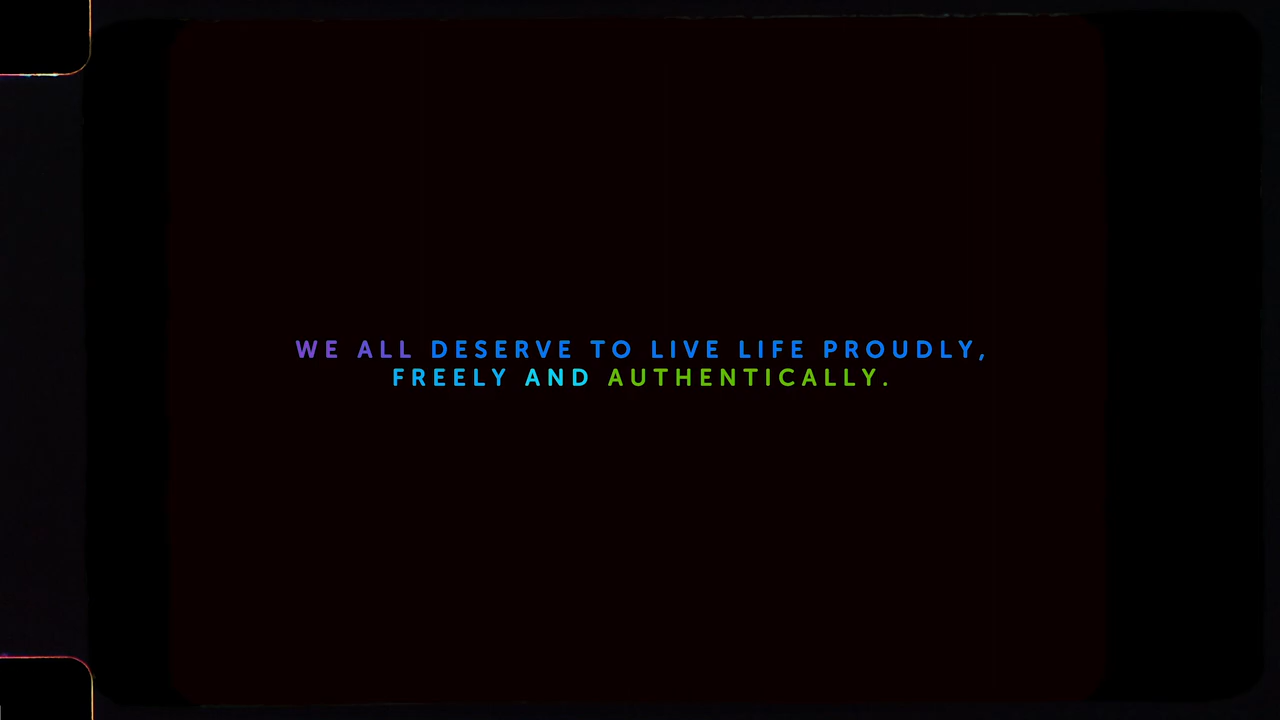 WE ALL DESERVE TO LIVE LIFE PROUDLY,
FREELY AND AUTHENTICALLY.